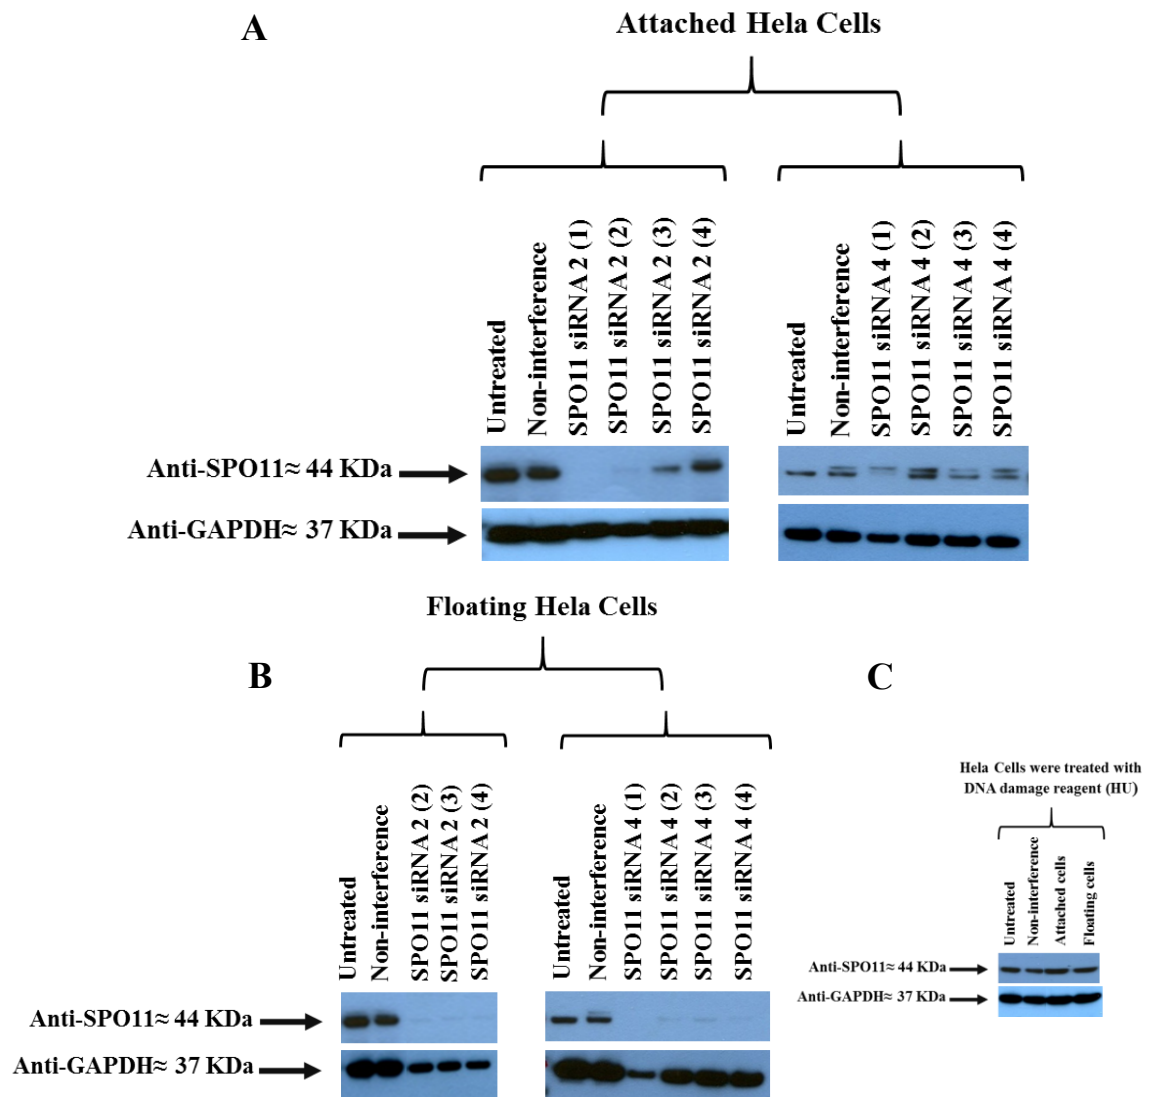 A
Attached Hela Cells
Untreated
Non-interference
SPO11 siRNA 2 (1)
SPO11 siRNA 2 (2)
SPO11 siRNA 2 (3)
SPO11 siRNA 2 (4)
Untreated
Non-interference
SPO11 siRNA 4 (1)
SPO11 siRNA 4 (2)
SPO11 siRNA 4 (3)
SPO11 siRNA 4 (4)
Anti-SPO11≈ 44 KDa
Anti-GAPDH≈ 37 KDa
Floating Hela Cells
B
Untreated
Non-interference
SPO11 siRNA 2 (2)
SPO11 siRNA 2 (3)
SPO11 siRNA 2 (4)
Untreated
Non-interference
SPO11 siRNA 4 (1)
SPO11 siRNA 4 (2)
SPO11 siRNA 4 (3)
SPO11 siRNA 4 (4)
Anti-SPO11≈ 44 KDa
Anti-GAPDH≈ 37 KDa
C
Hela Cells were treated with
DNA damage reagent (HU)
Untreated
Non-interference
Attached cells
Floating cells
Anti-SPO11≈ 44 KDa
Anti-GAPDH≈ 37 KDa